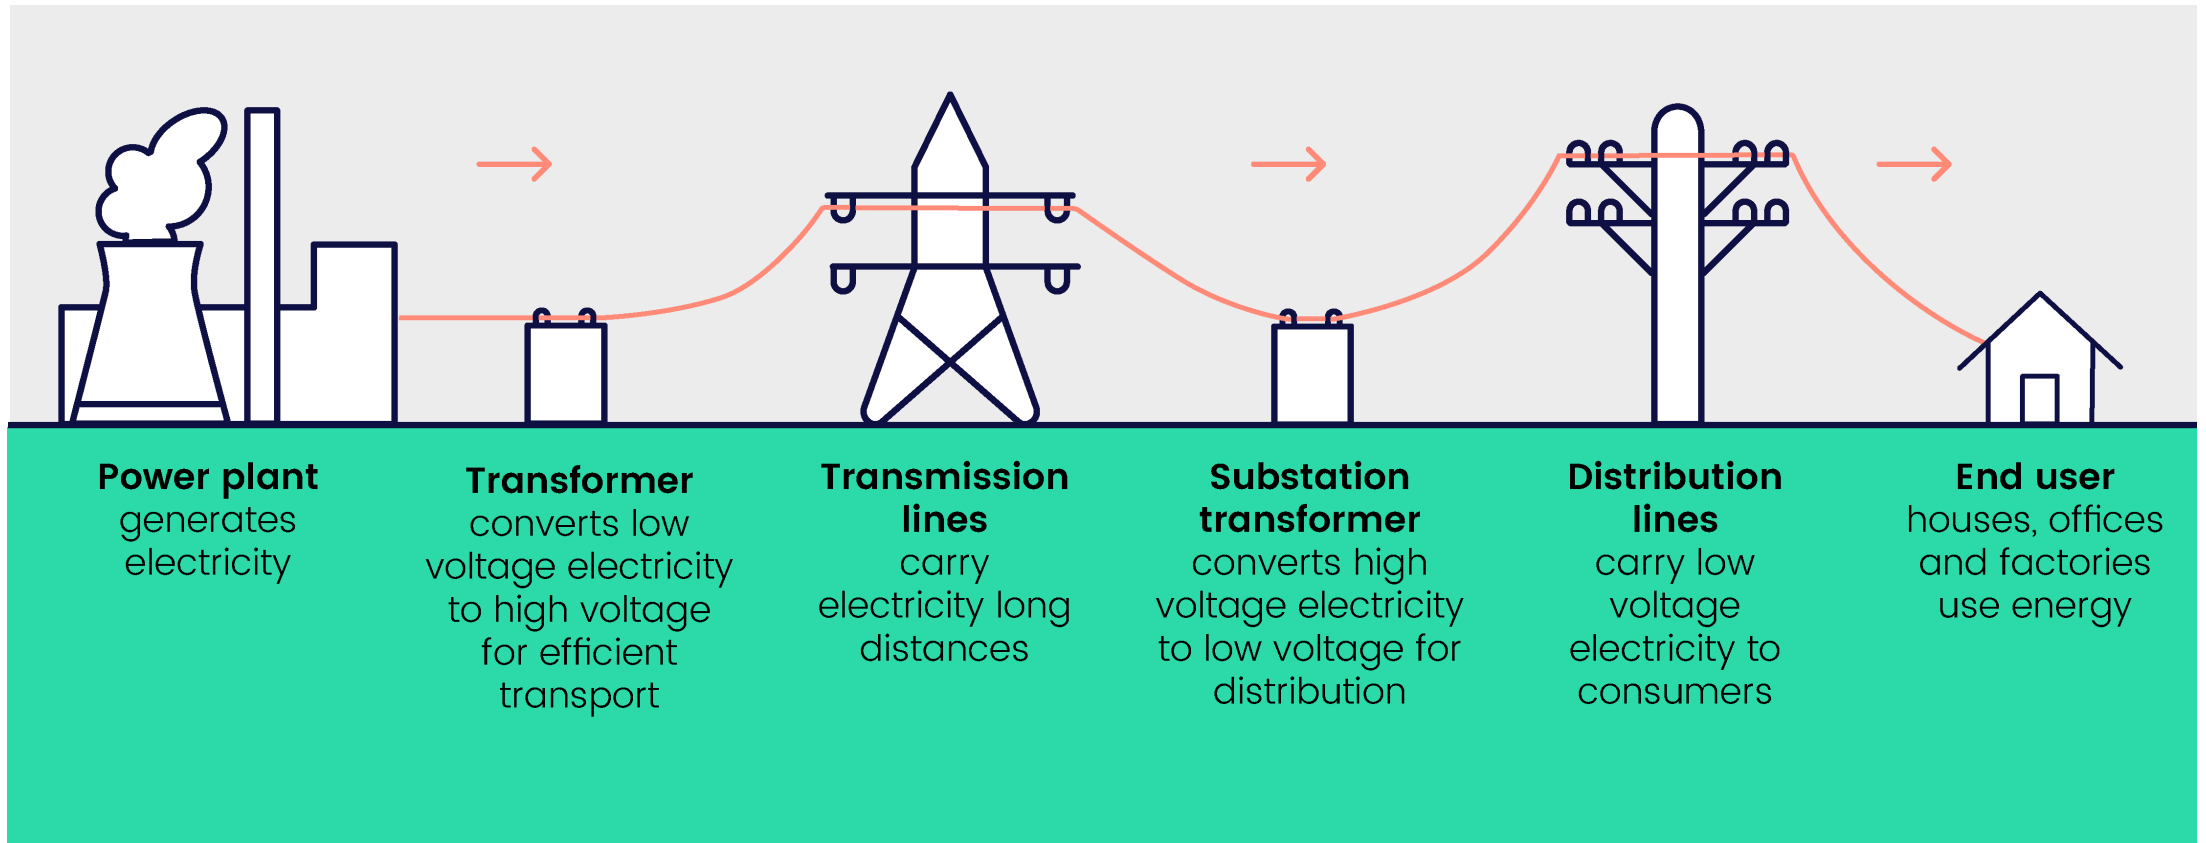 Power plant
generates
electricity
Transformer
converts low
voltage electricity
to high voltage
for efficient
transport
Transmission
lines
carry
electricity long
distances
Substation
transformer
converts high
voltage electricity
to low voltage for
distribution
Distribution
lines
carry low
voltage
electricity to
consumers
End user
houses, offices
and factories
use energy